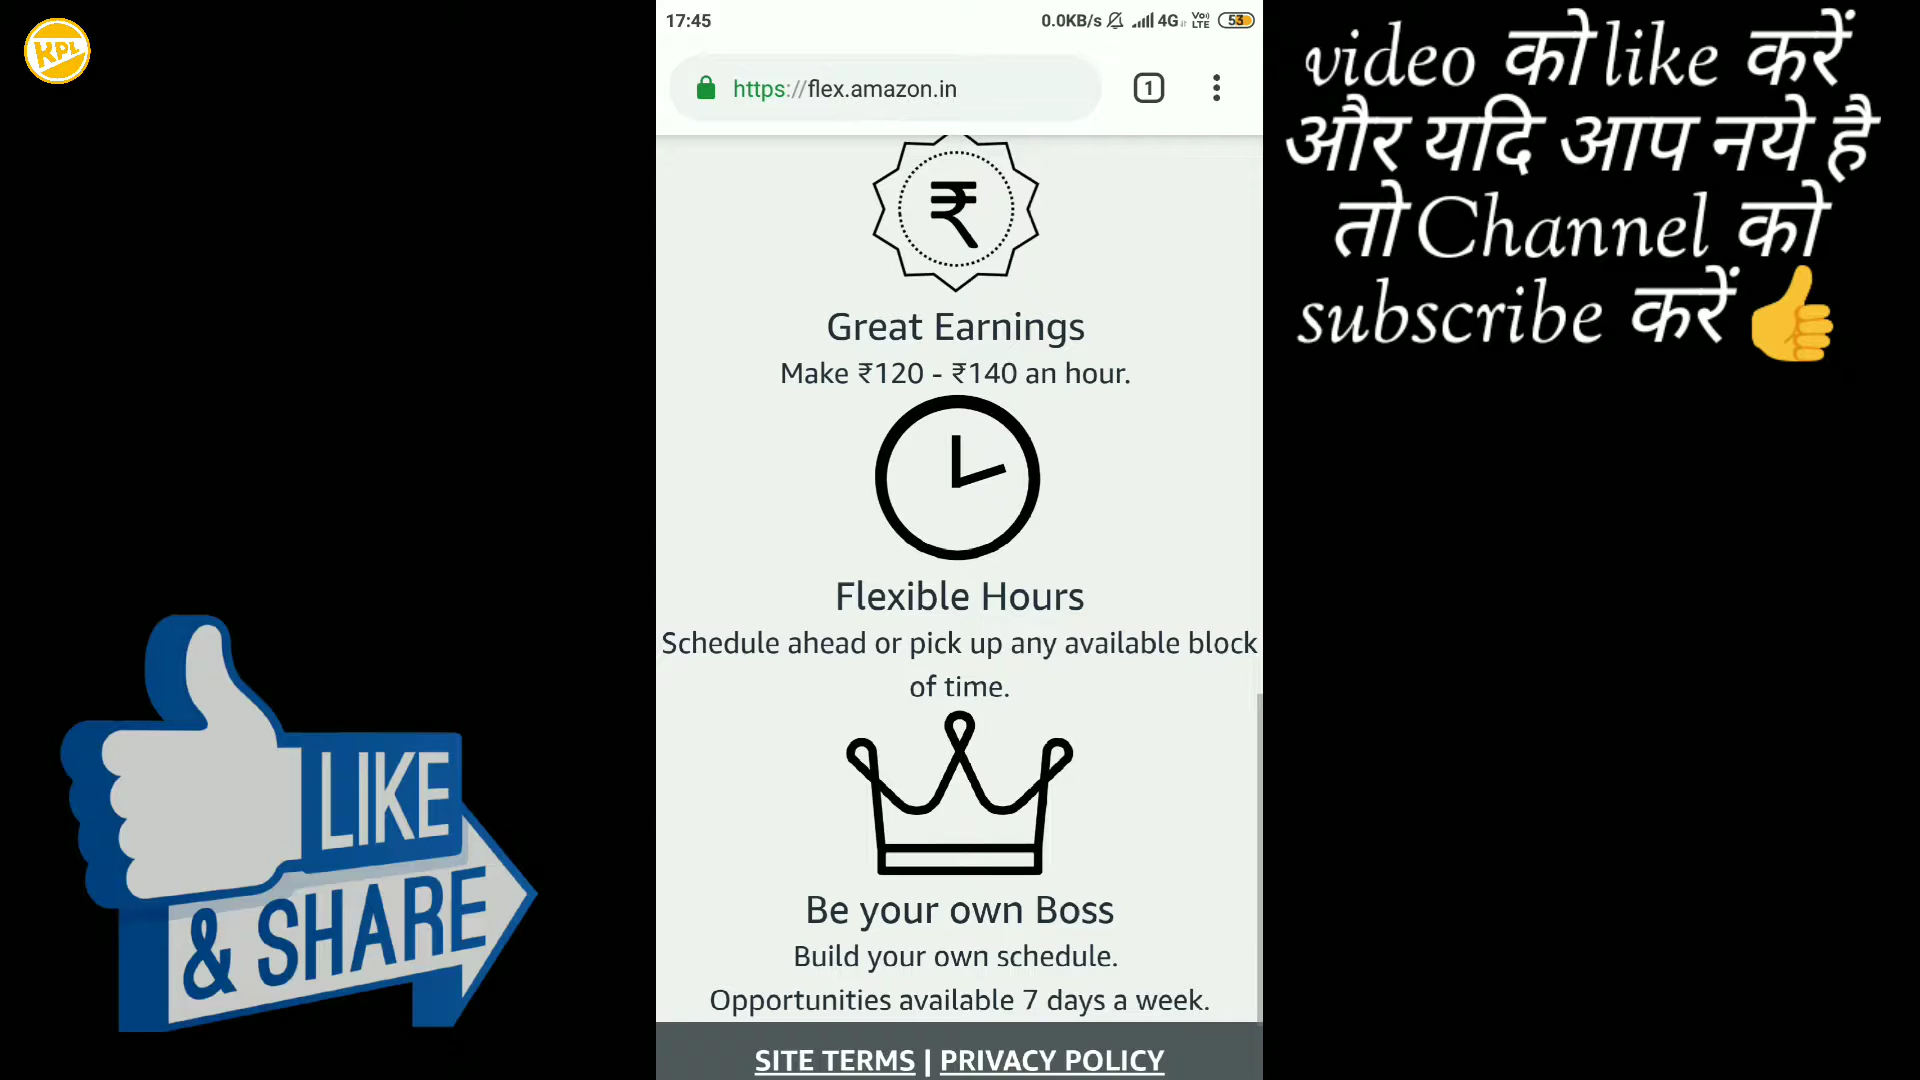 KPL
17:45
0.0KB/s 4G VoLTE 53
https://flex.amazon.in
1
₹
Great Earnings
Make ₹120 - ₹140 an hour.
Flexible Hours
Schedule ahead or pick up any available block
of time.
Be your own Boss
Build your own schedule.
Opportunities available 7 days a week.
SITE TERMS | PRIVACY POLICY
video को like करें
और यदि आप नये है
तो Channel को
subscribe करें 👍
LIKE
& SHARE